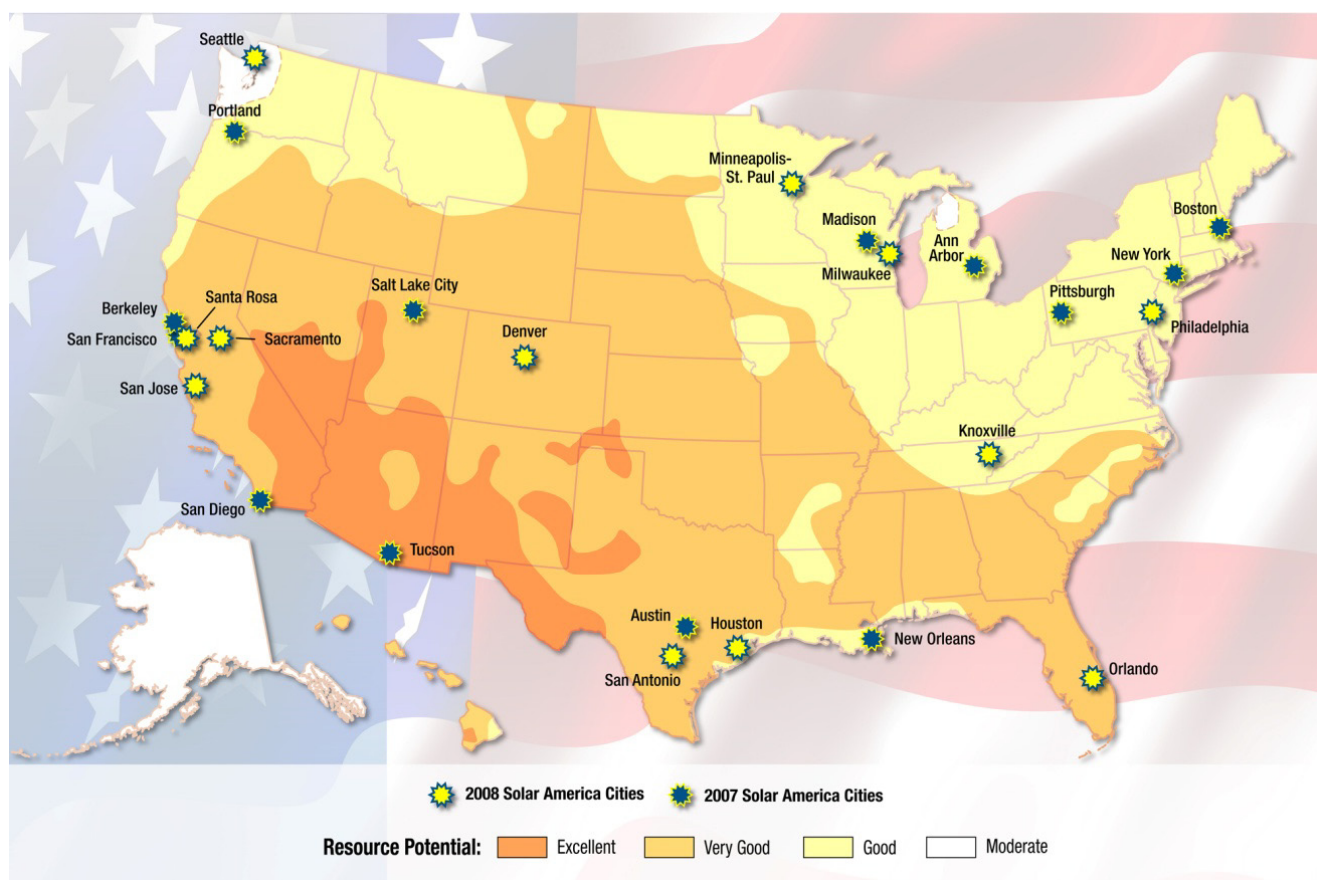 Seattle
Portland
Minneapolis-
St. Paul
Madison
Milwaukee
Ann
Arbor
Boston
New York
Pittsburgh
Philadelphia
Berkeley
Santa Rosa
San Francisco
Sacramento
Salt Lake City
Denver
San Jose
Knoxville
San Diego
Tucson
Austin
Houston
San Antonio
New Orleans
Orlando
2008 Solar America Cities
2007 Solar America Cities
Resource Potential: Excellent Very Good Good Moderate